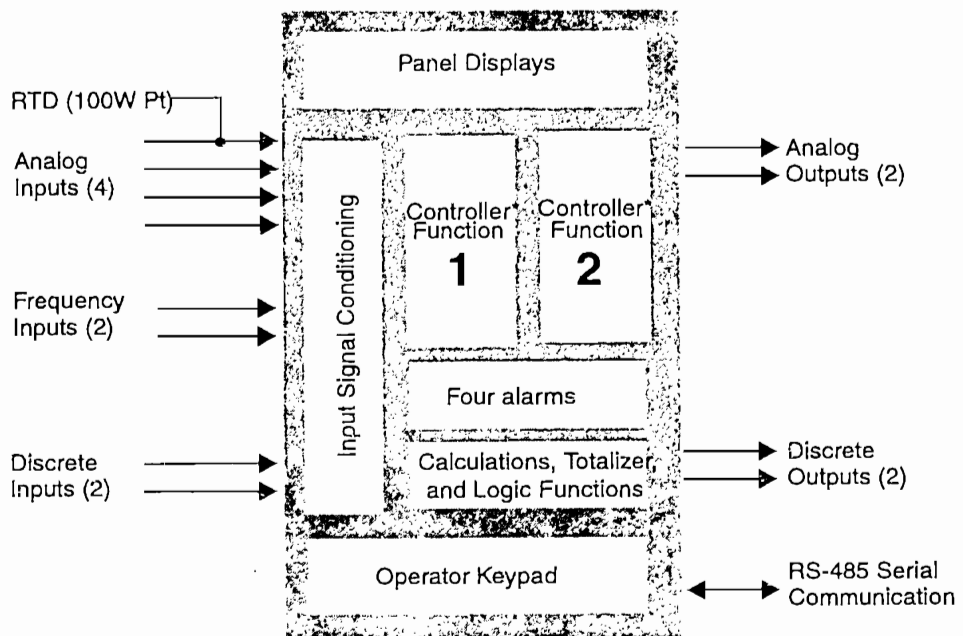 Panel Displays
RTD (100W Pt)
Analog
Inputs (4)
Frequency
Inputs (2)
Discrete
Inputs (2)
Input Signal Conditioning
Controller*
Function
1
Controller*
Function
2
Four alarms
Calculations, Totalizer,
and Logic Functions
Operator Keypad
Analog
Outputs (2)
Discrete
Outputs (2)
RS-485 Serial
Communication